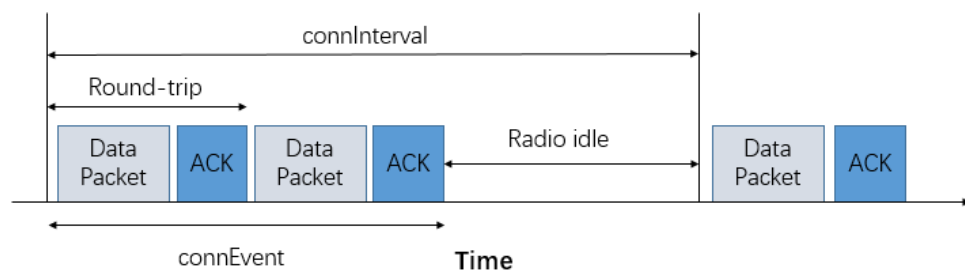 connInterval
Round-trip
Data
Packet
ACK
Data
Packet
ACK
Radio idle
Data
Packet
ACK
connEvent
Time